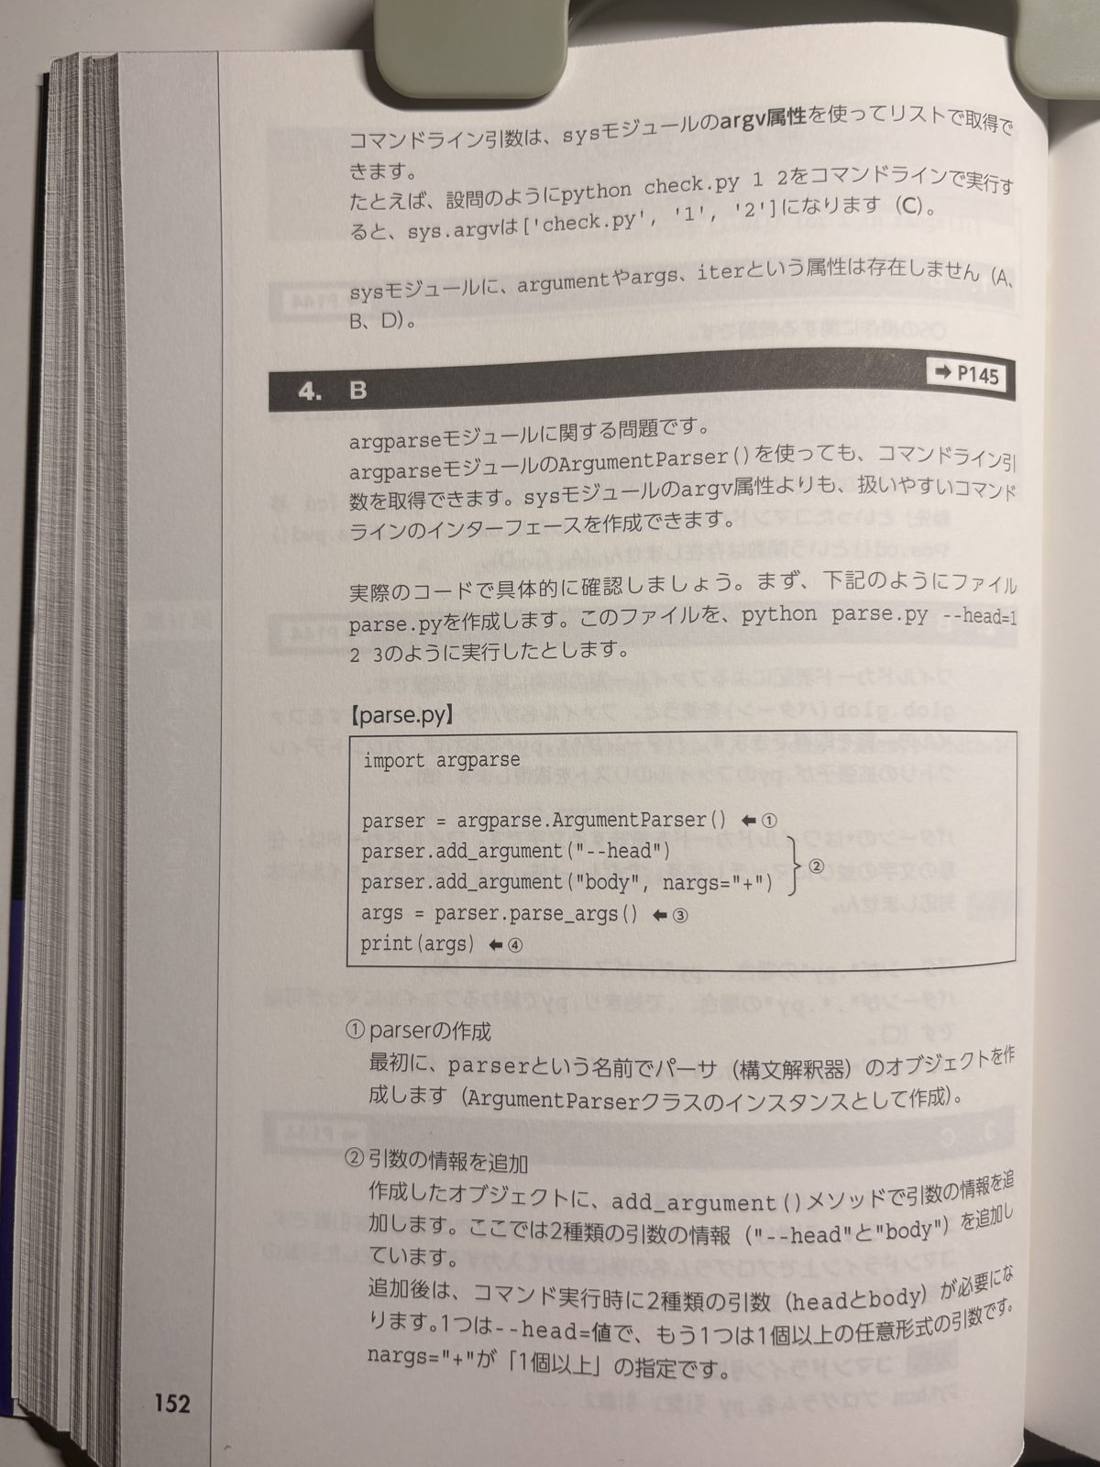 コマンドライン引数は、sysモジュールのargv属性を使ってリストで取得で
きます。
たとえば、設問のようにpython check.py 1 2をコマンドラインで実行す
ると、sys.argvは['check.py', '1', '2']になります（C）。
sysモジュールに、argumentやargs、iterという属性は存在しません（A、
B、D）。
4. B ➡ P145
argparseモジュールに関する問題です。
argparseモジュールのArgumentParser()を使っても、コマンドライン引
数を取得できます。sysモジュールのargv属性よりも、扱いやすいコマンド
ラインのインターフェースを作成できます。
実際のコードで具体的に確認しましょう。まず、下記のようにファイル
parse.pyを作成します。このファイルを、python parse.py --head=1
2 3のように実行したとします。
【parse.py】
import argparse
parser = argparse.ArgumentParser() ⬅①
parser.add_argument("--head")
parser.add_argument("body", nargs="+") ②
args = parser.parse_args() ⬅③
print(args) ⬅④
①parserの作成
最初に、parserという名前でパーサ（構文解釈器）のオブジェクトを作
成します（ArgumentParserクラスのインスタンスとして作成）。
②引数の情報を追加
作成したオブジェクトに、add_argument()メソッドで引数の情報を追
加します。ここでは2種類の引数の情報（"--head"と"body"）を追加し
ています。
追加後は、コマンド実行時に2種類の引数（headとbody）が必要にな
ります。1つは--head=値で、もう1つは1個以上の任意形式の引数です。
nargs="+"が「1個以上」の指定です。
152